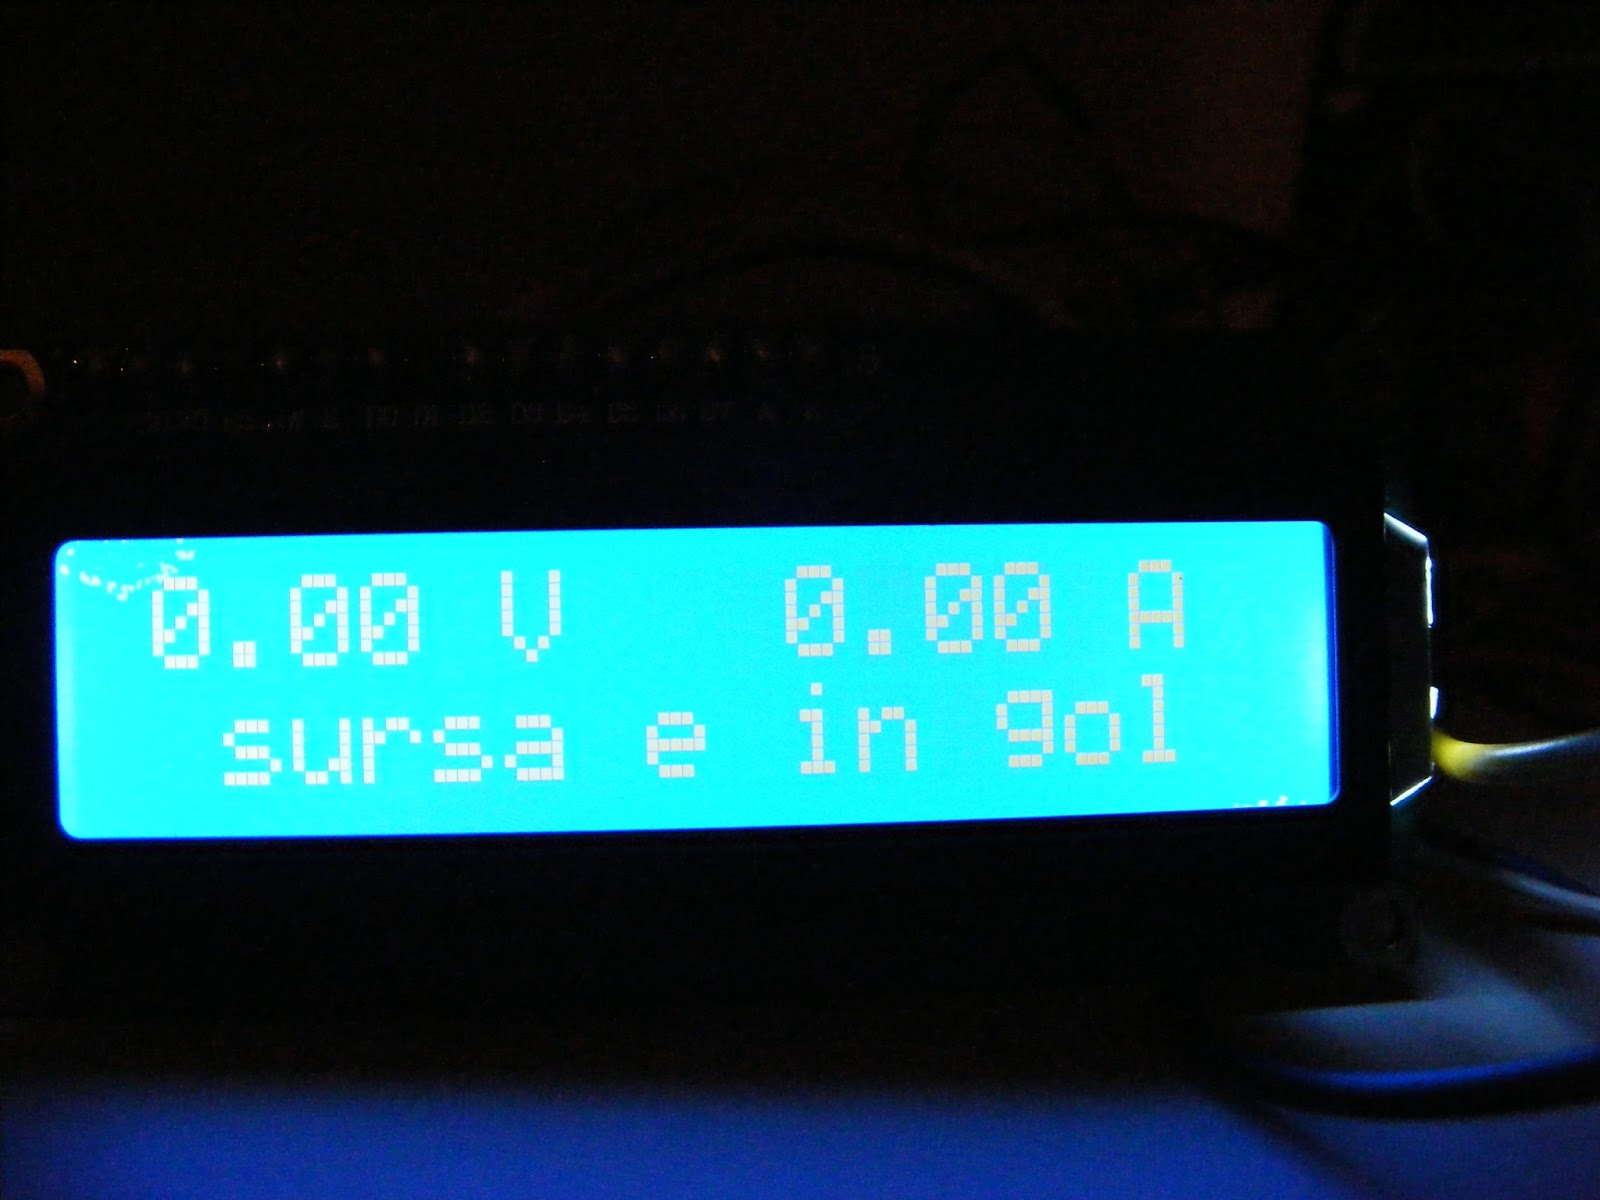 0.00 V 0.00 A
sursa e in gol